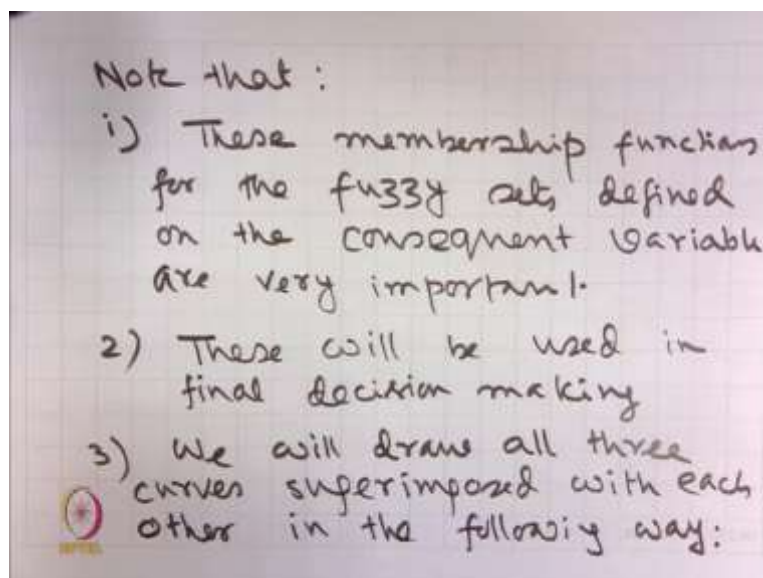 Note that :
i) These membership functions
for the fuzzy sets defined
on the consequent variable
are very important.
2) These will be used in
final decision making
3) We will draw all three
curves superimposed with each
other in the followiy way:
NPTEL